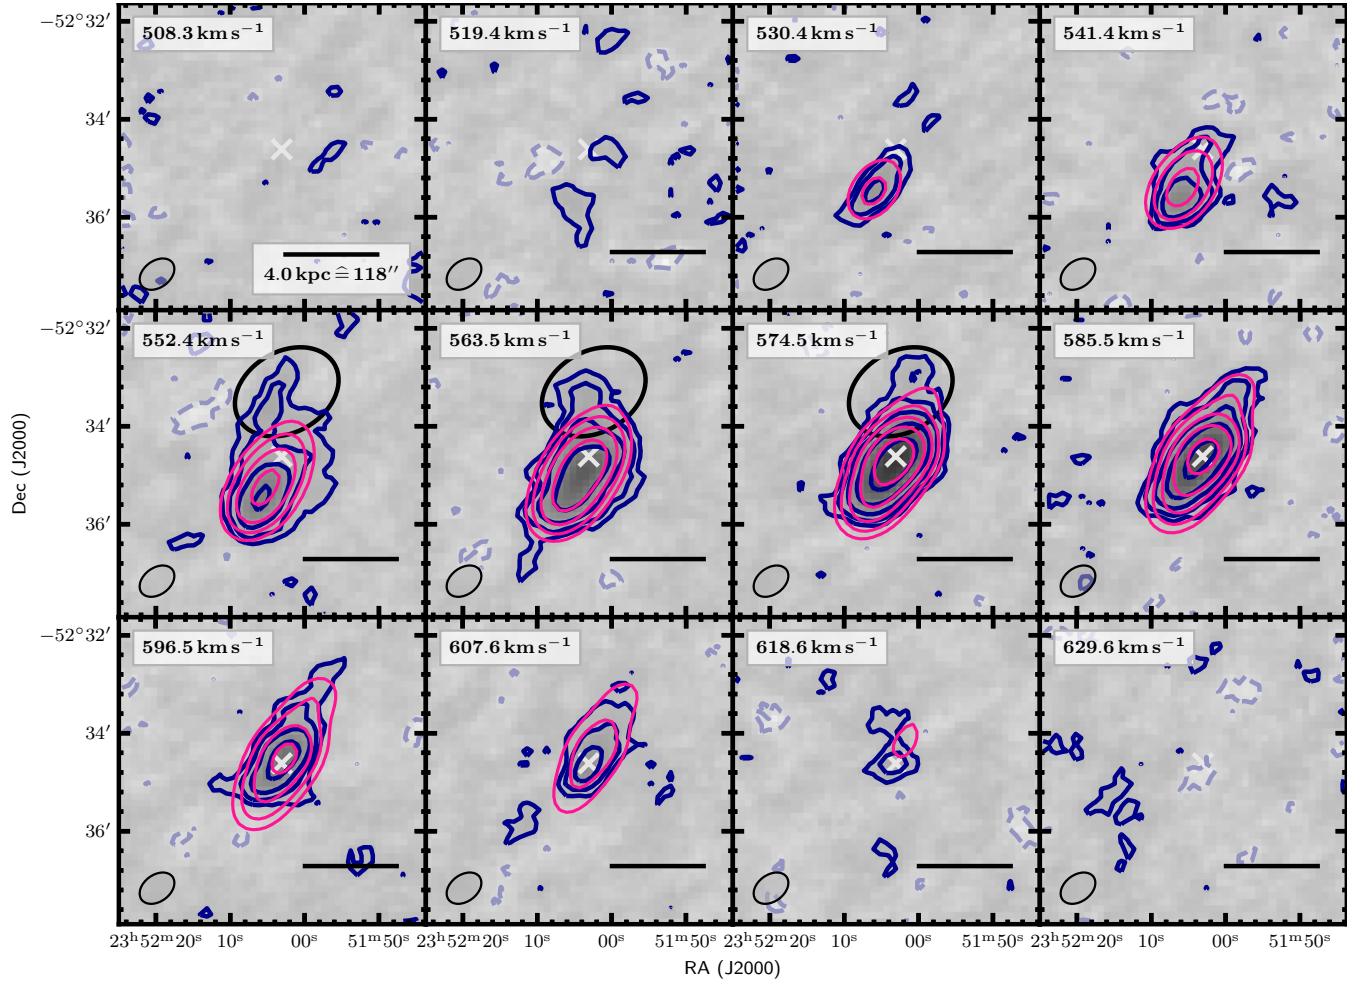 508.3 km s⁻¹ 519.4 km s⁻¹ 530.4 km s⁻¹ 541.4 km s⁻¹
−52°32′
34′
36′
4.0 kpc ≙ 118″
552.4 km s⁻¹ 563.5 km s⁻¹ 574.5 km s⁻¹ 585.5 km s⁻¹
−52°32′
34′
36′
Dec (J2000)
596.5 km s⁻¹ 607.6 km s⁻¹ 618.6 km s⁻¹ 629.6 km s⁻¹
−52°32′
34′
36′
23ʰ52ᵐ20ˢ 10ˢ 00ˢ 51ᵐ50ˢ 10ˢ 00ˢ 51ᵐ50ˢ 10ˢ 00ˢ 51ᵐ50ˢ 23ʰ52ᵐ20ˢ 10ˢ 00ˢ 51ᵐ50ˢ
RA (J2000)